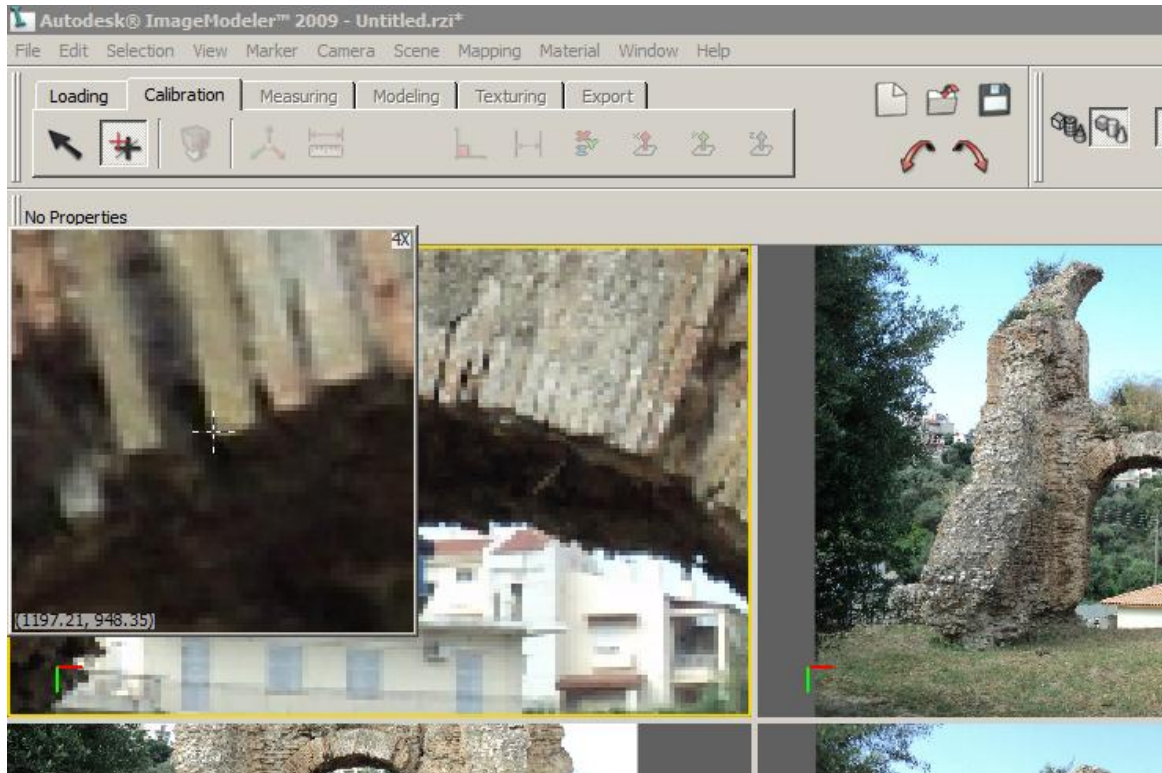 Autodesk® ImageModeler™ 2009 - Untitled.rzi*
File Edit Selection View Marker Camera Scene Mapping Material Window Help
Loading Calibration Measuring Modeling Texturing Export
No Properties
4X
(1197.21, 948.35)